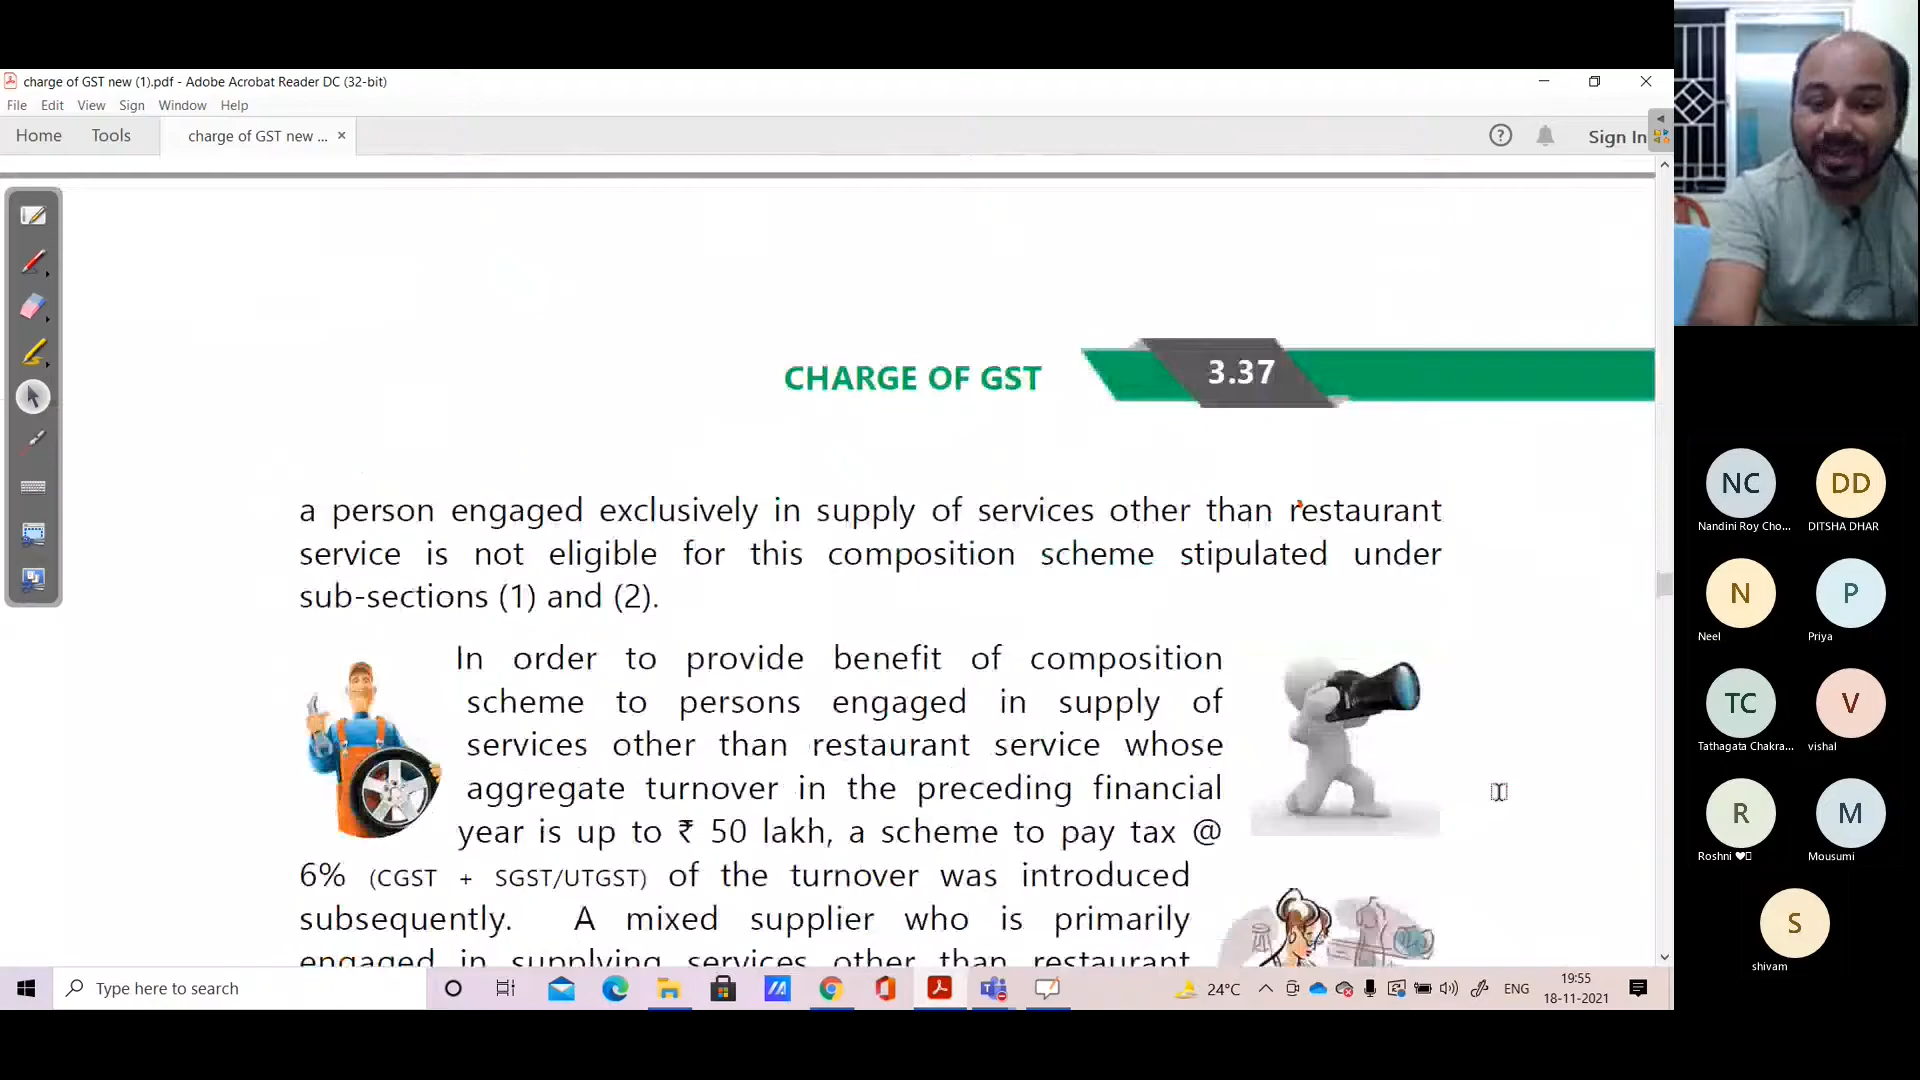 charge of GST new (1).pdf - Adobe Acrobat Reader DC (32-bit)
File Edit View Sign Window Help
Home Tools charge of GST new ... × Sign In
CHARGE OF GST 3.37
a person engaged exclusively in supply of services other than restaurant
service is not eligible for this composition scheme stipulated under
sub-sections (1) and (2).
In order to provide benefit of composition
scheme to persons engaged in supply of
services other than restaurant service whose
aggregate turnover in the preceding financial
year is up to ₹ 50 lakh, a scheme to pay tax @
6% (CGST + SGST/UTGST) of the turnover was introduced
subsequently. A mixed supplier who is primarily
engaged in supplying services other than restaurant
Type here to search
24°C
ENG
19:55
18-11-2021
NC DD
Nandini Roy Cho... DITSHA DHAR
N P
Neel Priya
TC V
Tathagata Chakra... vishal
R M
Roshni ❤ Mousumi
S
shivam